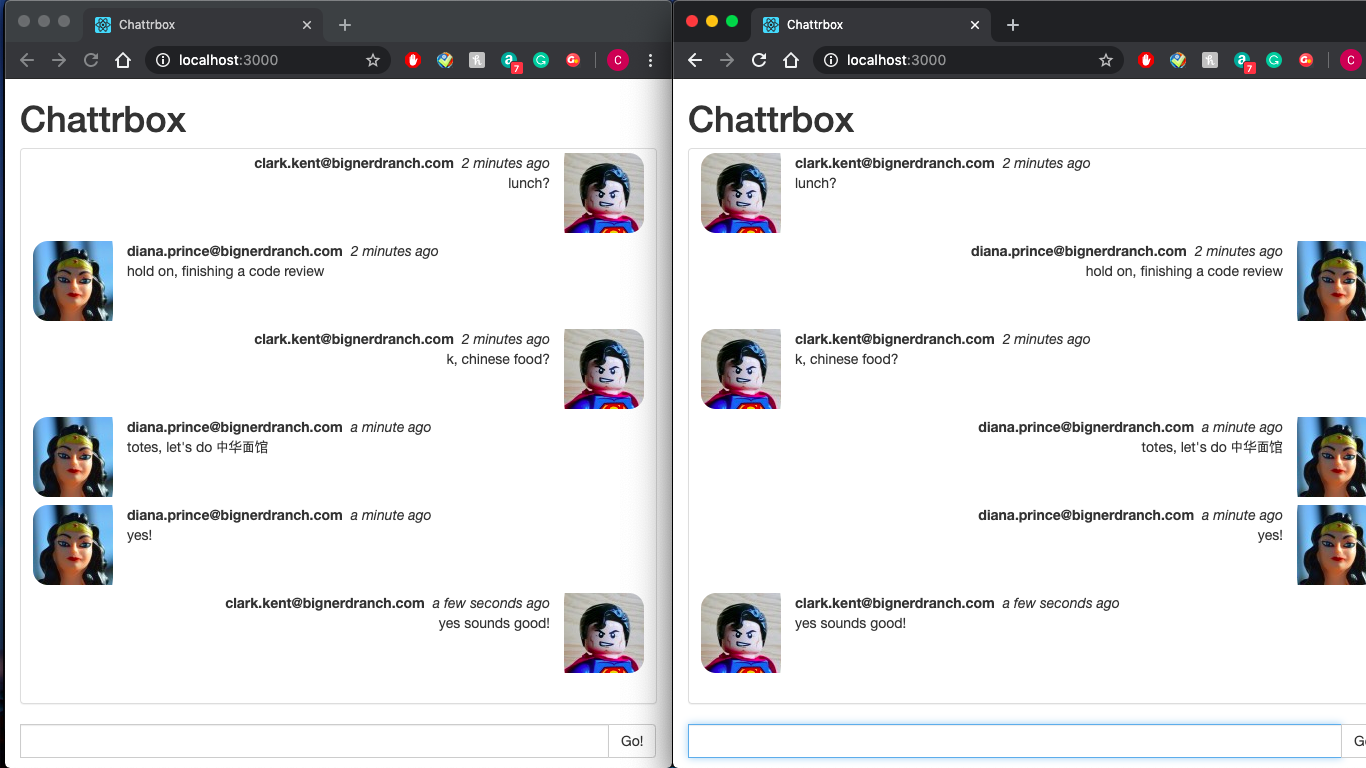 Chattrbox
localhost:3000
7
C
Chattrbox
clark.kent@bignerdranch.com 2 minutes ago
lunch?
diana.prince@bignerdranch.com 2 minutes ago
hold on, finishing a code review
clark.kent@bignerdranch.com 2 minutes ago
k, chinese food?
diana.prince@bignerdranch.com a minute ago
totes, let's do 中华面馆
diana.prince@bignerdranch.com a minute ago
yes!
clark.kent@bignerdranch.com a few seconds ago
yes sounds good!
Go!
Chattrbox
localhost:3000
7
C
Chattrbox
clark.kent@bignerdranch.com 2 minutes ago
lunch?
diana.prince@bignerdranch.com 2 minutes ago
hold on, finishing a code review
clark.kent@bignerdranch.com 2 minutes ago
k, chinese food?
diana.prince@bignerdranch.com a minute ago
totes, let's do 中华面馆
diana.prince@bignerdranch.com a minute ago
yes!
clark.kent@bignerdranch.com a few seconds ago
yes sounds good!